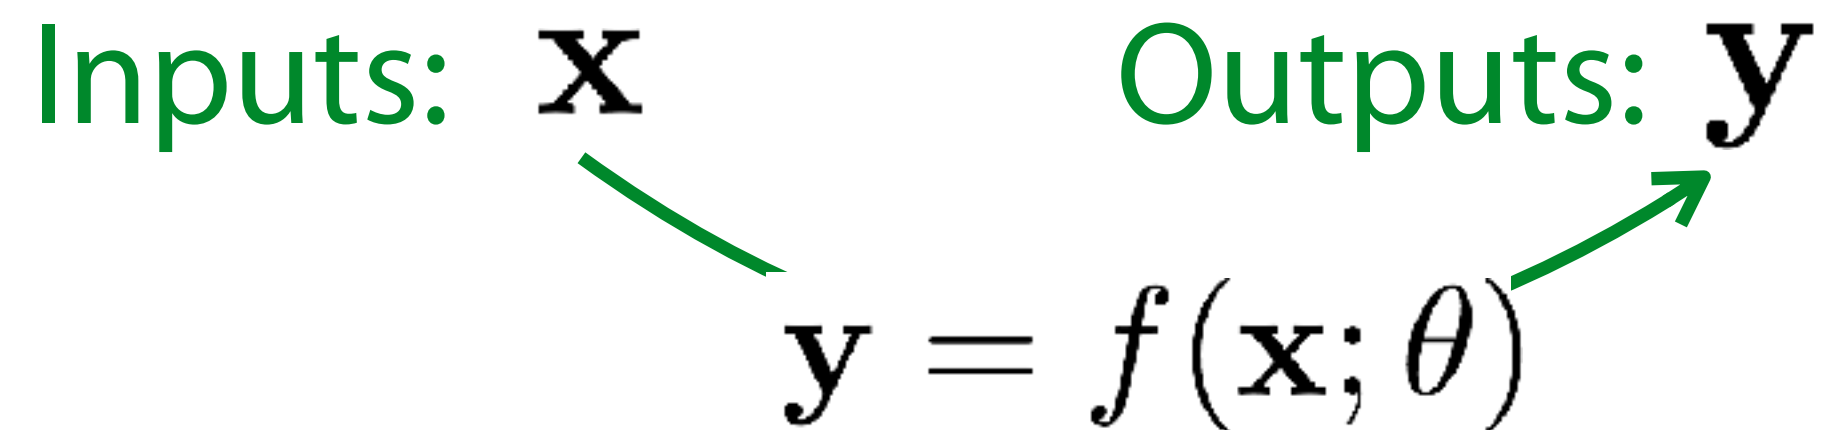 Inputs: x Outputs: y
y = f(x; θ)